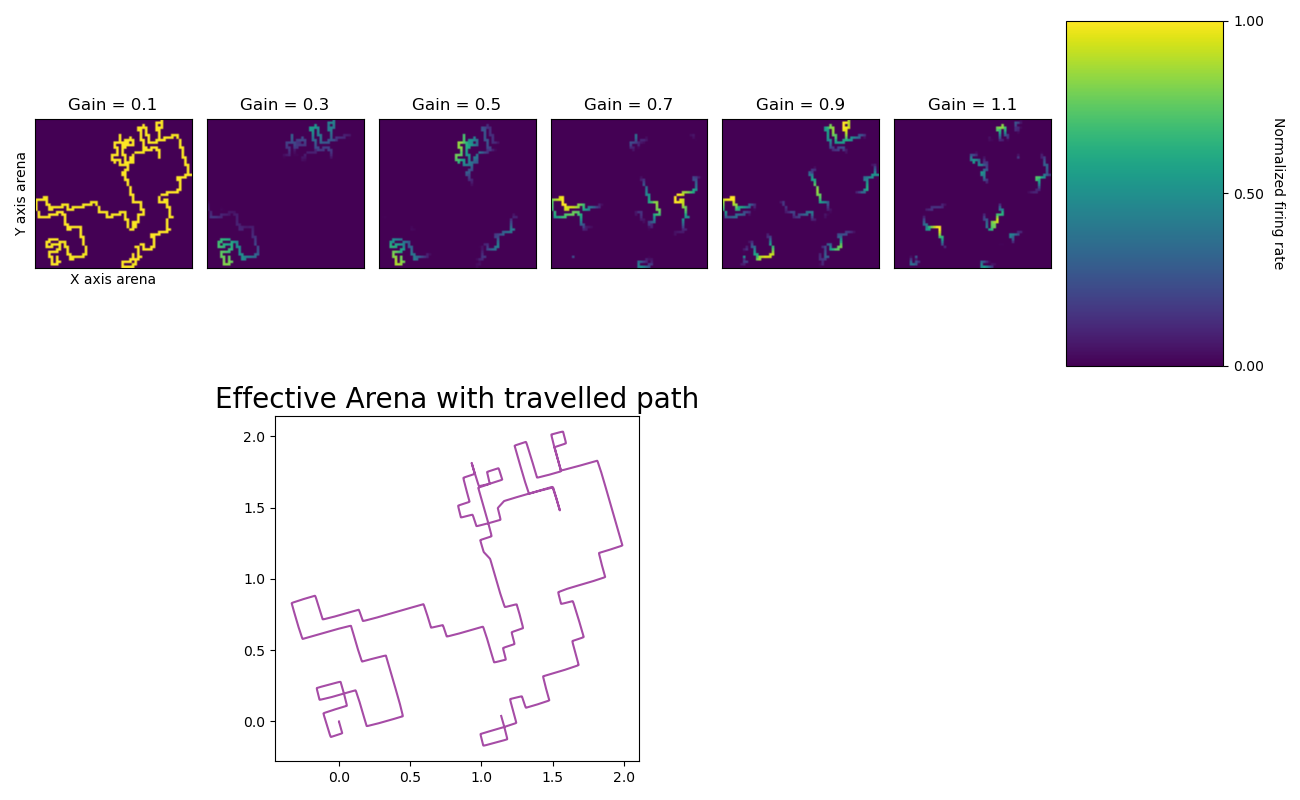 Gain = 0.1
Gain = 0.3
Gain = 0.5
Gain = 0.7
Gain = 0.9
Gain = 1.1
Y axis arena
X axis arena
1.00
0.50
0.00
Normalized firing rate
Effective Arena with travelled path
2.0
1.5
1.0
0.5
0.0
0.0 0.5 1.0 1.5 2.0